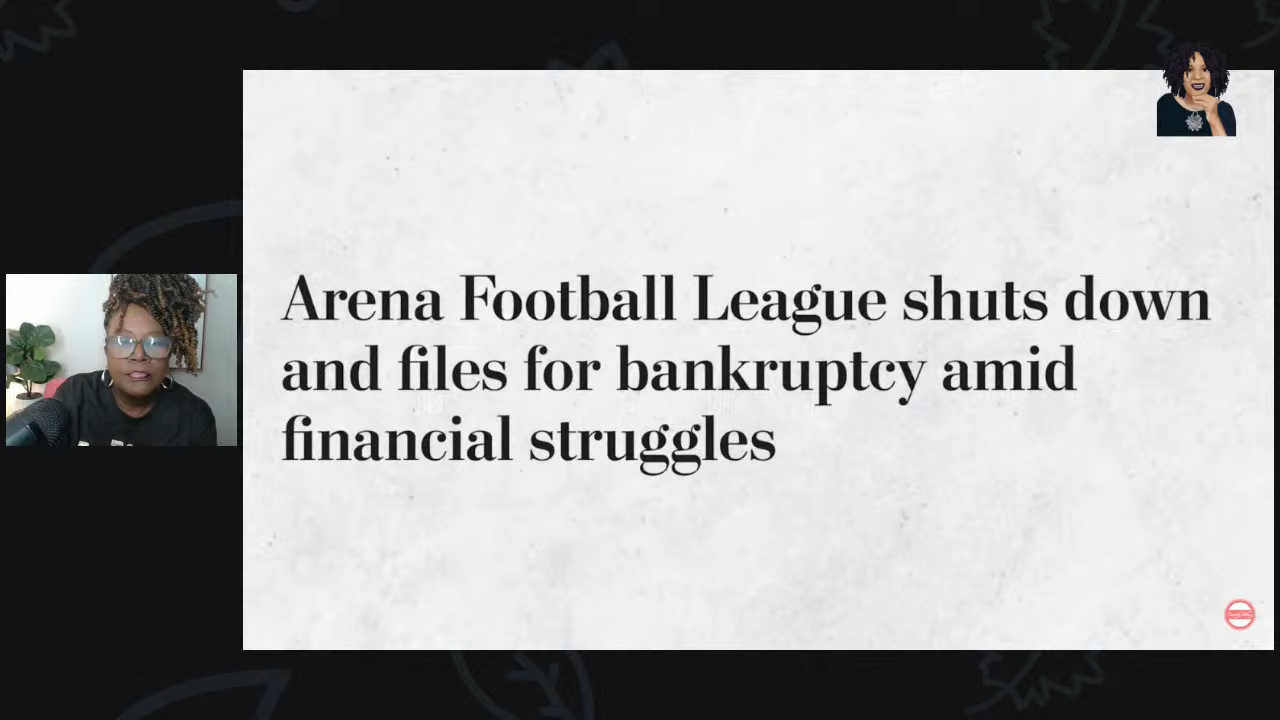 Arena Football League shuts down
and files for bankruptcy amid
financial struggles